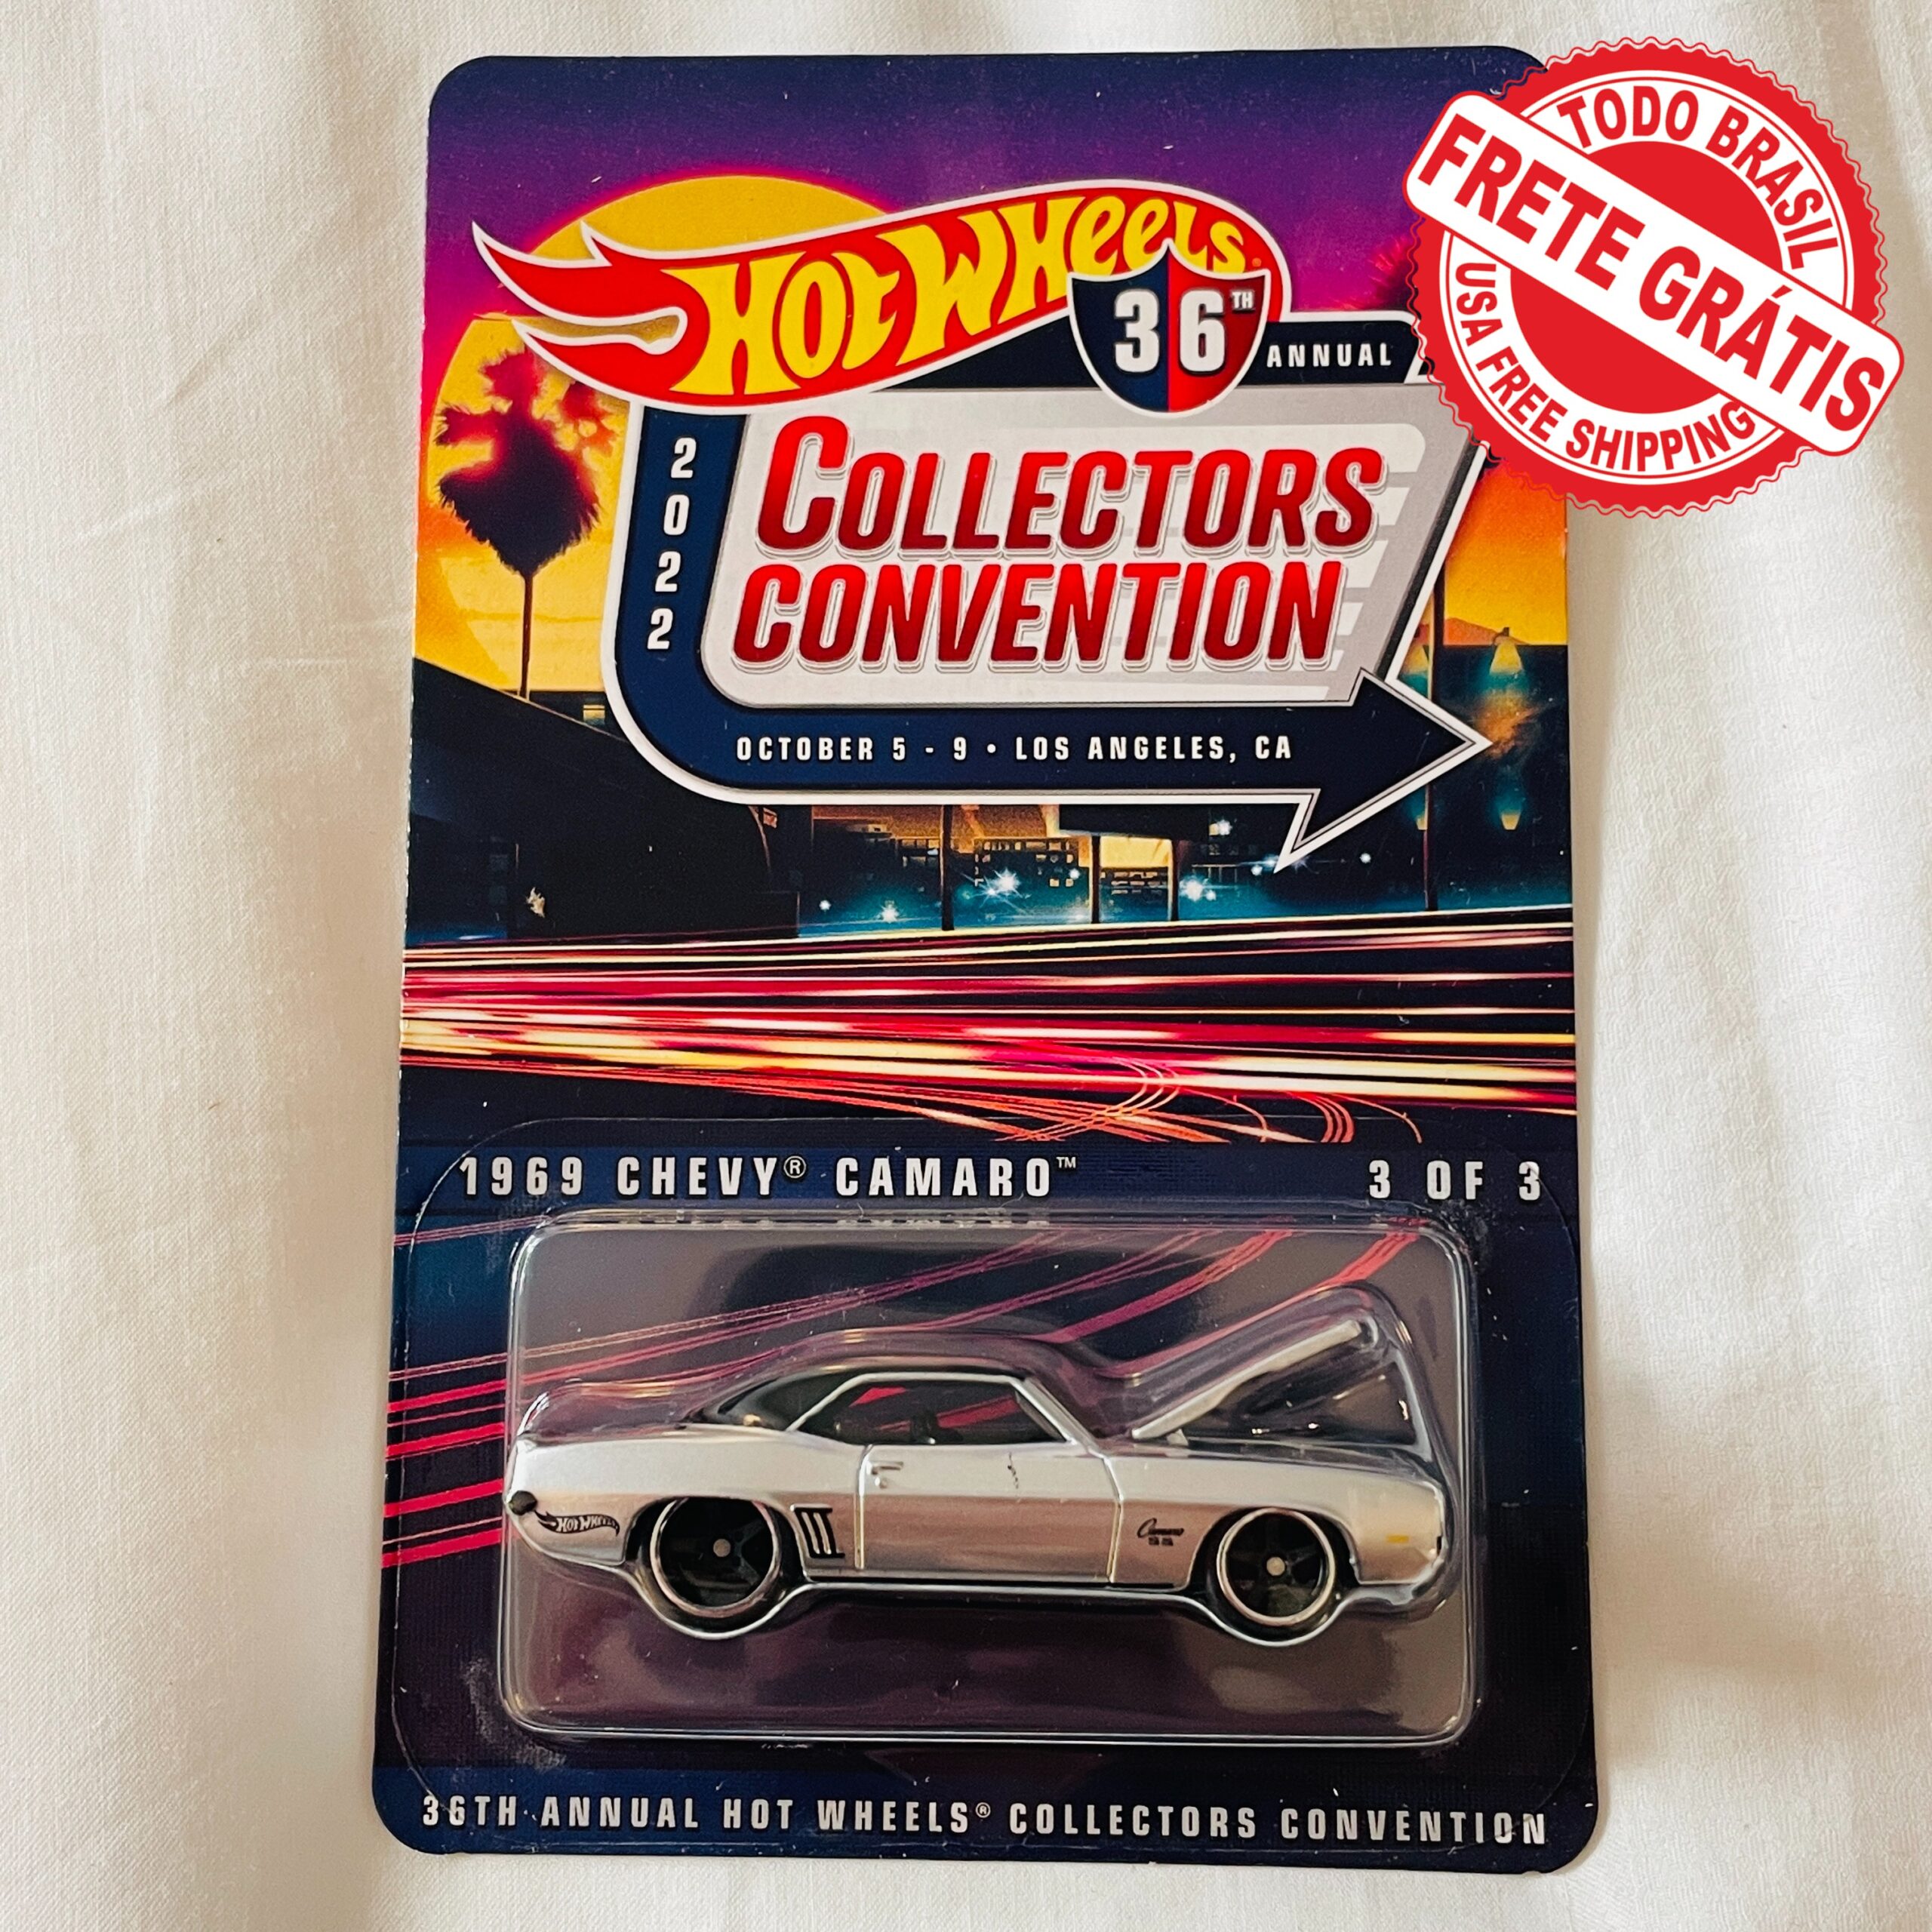 TODO BRASIL
FRETE GRÁTIS
USA FREE SHIPPING
HOT WHEELS
36TH
ANNUAL
2022
COLLECTORS
CONVENTION
OCTOBER 5 - 9 • LOS ANGELES, CA
1969 CHEVY® CAMARO™
3 OF 3
HOT WHEELS
Camaro
SS
36TH ANNUAL HOT WHEELS® COLLECTORS CONVENTION